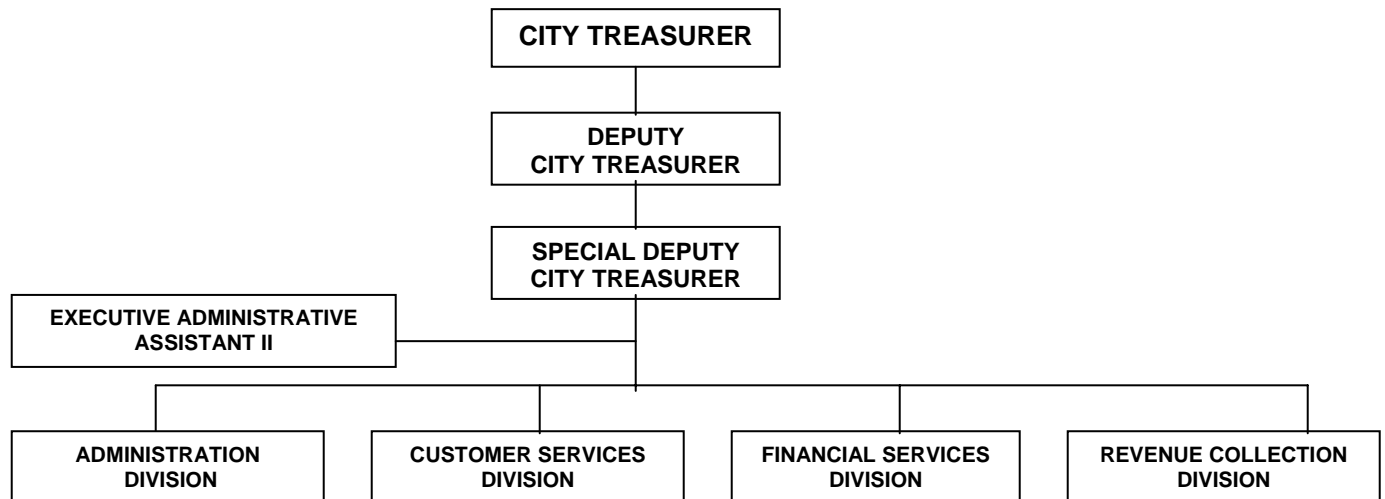 CITY TREASURER
DEPUTY
CITY TREASURER
SPECIAL DEPUTY
CITY TREASURER
EXECUTIVE ADMINISTRATIVE
ASSISTANT II
ADMINISTRATION
DIVISION
CUSTOMER SERVICES
DIVISION
FINANCIAL SERVICES
DIVISION
REVENUE COLLECTION
DIVISION